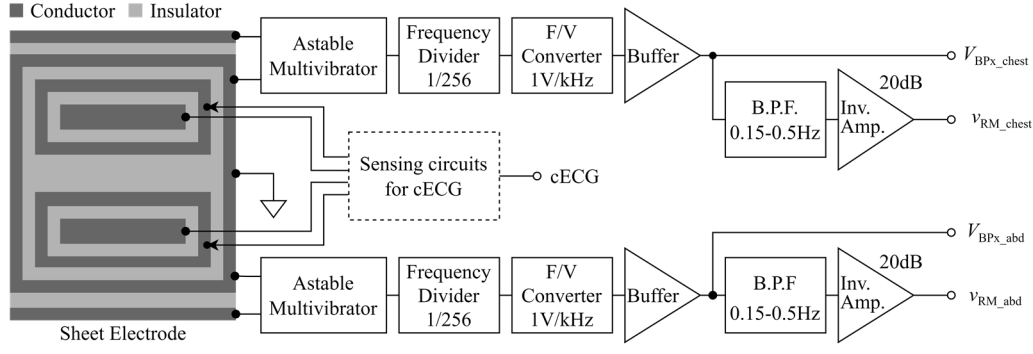 Conductor Insulator
Astable
Multivibrator
Frequency
Divider
1/256
F/V
Converter
1V/kHz
Buffer
V_BPx_chest
B.P.F.
0.15-0.5Hz
20dB
Inv.
Amp.
v_RM_chest
Sensing circuits
for cECG
cECG
Astable
Multivibrator
Frequency
Divider
1/256
F/V
Converter
1V/kHz
Buffer
V_BPx_abd
B.P.F
0.15-0.5Hz
20dB
Inv.
Amp.
v_RM_abd
Sheet Electrode